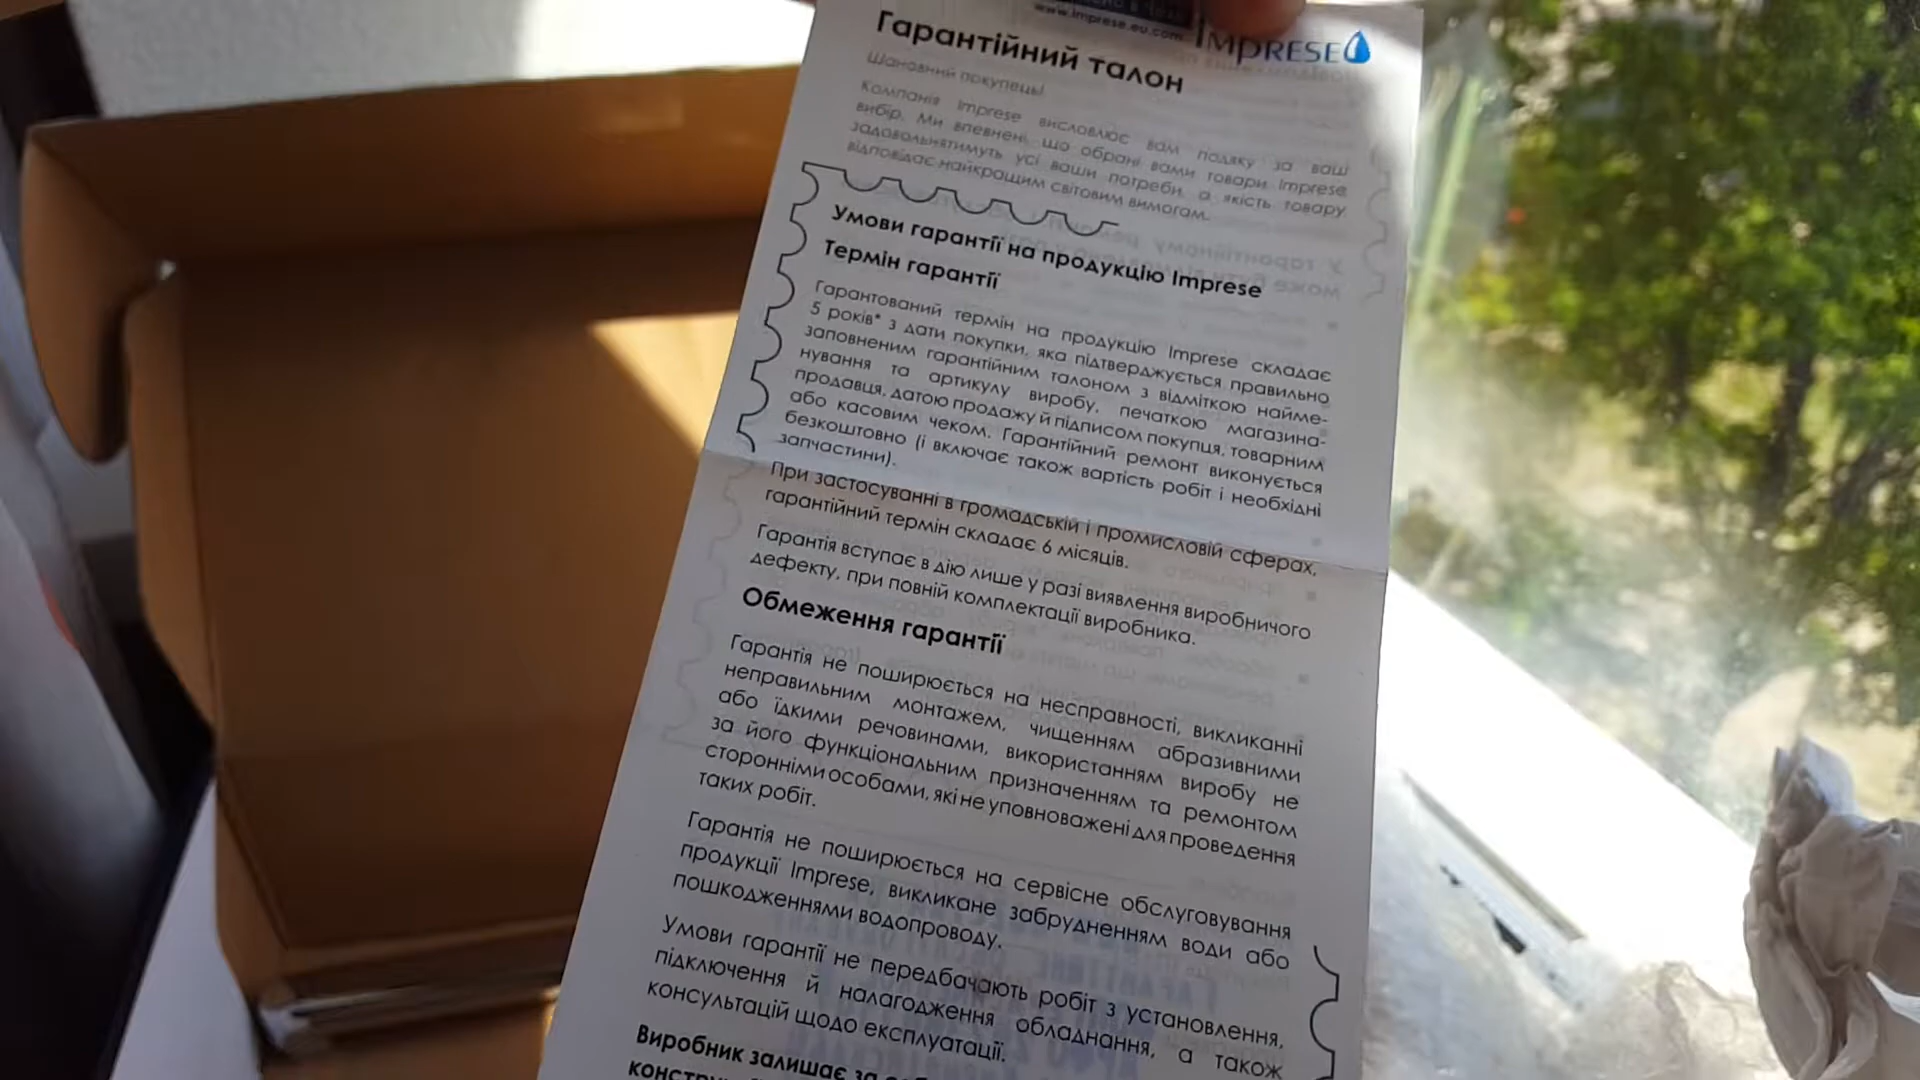 www.imprese.eu.com
IMPRESE
Гарантійний талон
Шановний покупець!
Компанія Imprese висловлює вам подяку за ваш
вибір. Ми впевнені, що обрані вами товари Imprese
задовольнятимуть усі ваши потреби, а якість товару
відповідає найкращим світовим вимогам.
Умови гарантії на продукцію Imprese
Термін гарантії
Гарантований термін на продукцію Imprese складає
5 років* з дати покупки, яка підтверджується правильно
заповненим гарантійним талоном з відміткою найме-
нування та артикулу виробу, печаткою магазина-
продавця, датою продажу й підписом покупця, товарним
або касовим чеком. Гарантійний ремонт виконується
безкоштовно (і включає також вартість робіт і необхідні
запчастини).
При застосуванні в громадській і промисловій сферах,
гарантійний термін складає 6 місяців.
Гарантія вступає в дію лише у разі виявлення виробничого
дефекту, при повній комплектації виробника.
Обмеження гарантії
Гарантія не поширюється на несправності, викликанні
неправильним монтажем, чищенням абразивними
або їдкими речовинами, використанням виробу не
за його функціональним призначенням та ремонтом
сторонніми особами, які не уповноважені для проведення
таких робіт.
Гарантія не поширюється на сервісне обслуговування
продукції Imprese, викликане забрудненням води або
пошкодженнями водопроводу.
Умови гарантії не передбачають робіт з установлення,
підключення й налагодження обладнання, а також
консультацій щодо експлуатації.
Виробник залишає за